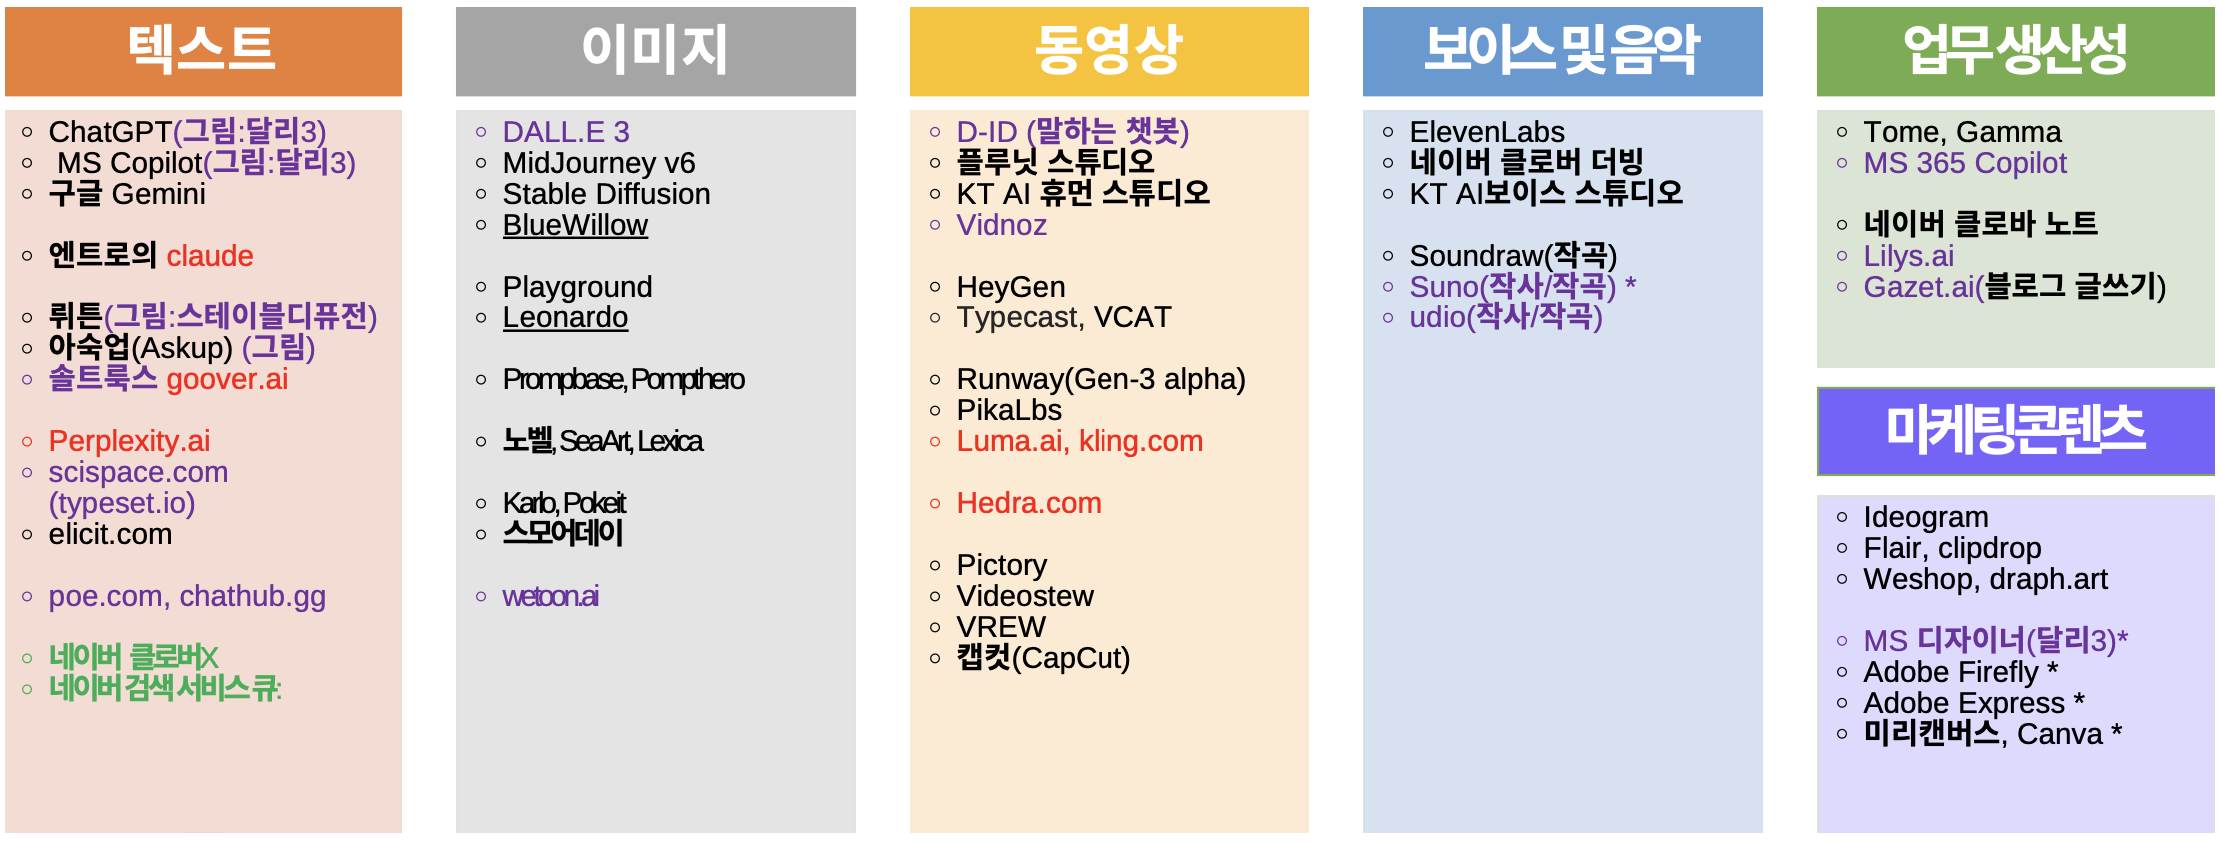 텍스트
ChatGPT(그림:달리3)
MS Copilot(그림:달리3)
구글 Gemini
엔트로의 claude
뤼튼(그림:스테이블디퓨전)
아숙업(Askup) (그림)
솔트룩스 goover.ai
Perplexity.ai
scispace.com
(typeset.io)
elicit.com
poe.com, chathub.gg
네이버 클로버X
네이버 검색 서비스 큐:
이미지
DALL.E 3
MidJourney v6
Stable Diffusion
BlueWillow
Playground
Leonardo
Prompbase, Pompthero
노벨, SeaArt, Lexica
Karlo, Pokeit
스모어데이
wetoon.ai
동영상
D-ID (말하는 챗봇)
플루닛 스튜디오
KT AI 휴먼 스튜디오
Vidnoz
HeyGen
Typecast, VCAT
Runway(Gen-3 alpha)
PikaLbs
Luma.ai, kling.com
Hedra.com
Pictory
Videostew
VREW
캡컷(CapCut)
보이스 및 음악
ElevenLabs
네이버 클로버 더빙
KT AI보이스 스튜디오
Soundraw(작곡)
Suno(작사/작곡) *
udio(작사/작곡)
업무 생산성
Tome, Gamma
MS 365 Copilot
네이버 클로바 노트
Lilys.ai
Gazet.ai(블로그 글쓰기)
마케팅콘텐츠
Ideogram
Flair, clipdrop
Weshop, draph.art
MS 디자이너(달리3)*
Adobe Firefly *
Adobe Express *
미리캔버스, Canva *